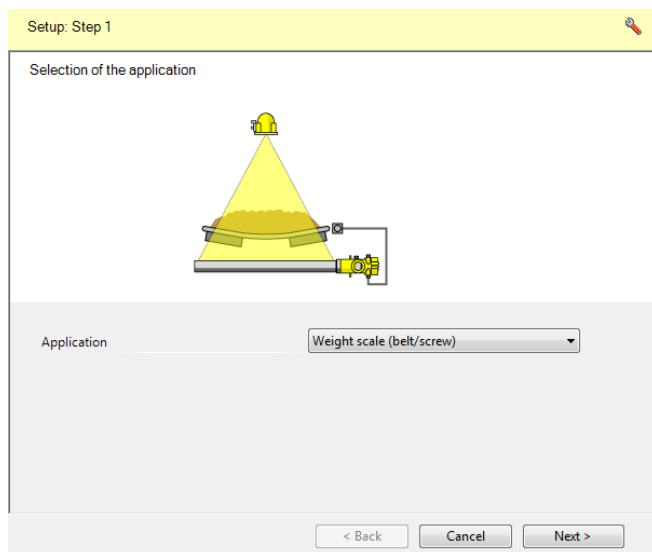 Setup: Step 1
Selection of the application
Application
Weight scale (belt/screw)
< Back
Cancel
Next >